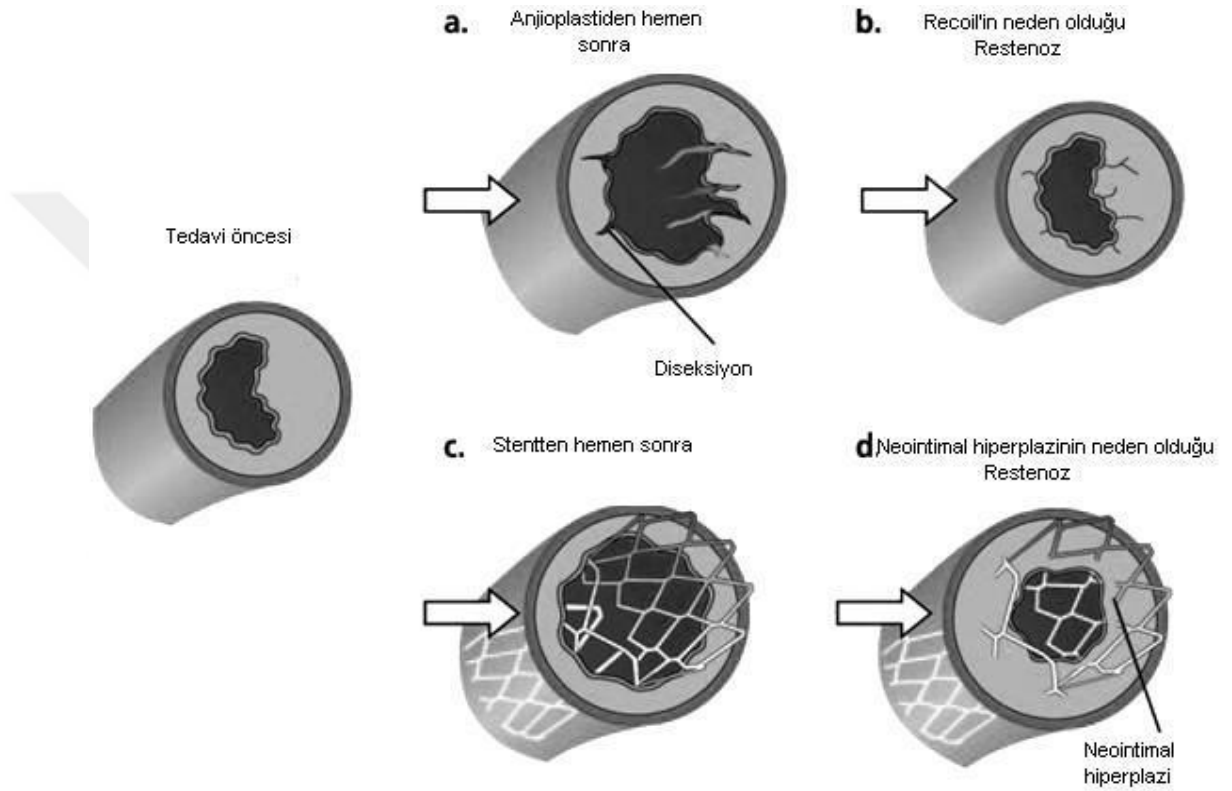 a. Anjioplastiden hemen
sonra
b. Recoil'in neden olduğu
Restenoz
Tedavi öncesi
Diseksiyon
c. Stentten hemen sonra
d. Neointimal hiperplazinin neden olduğu
Restenoz
Neointimal
hiperplazi